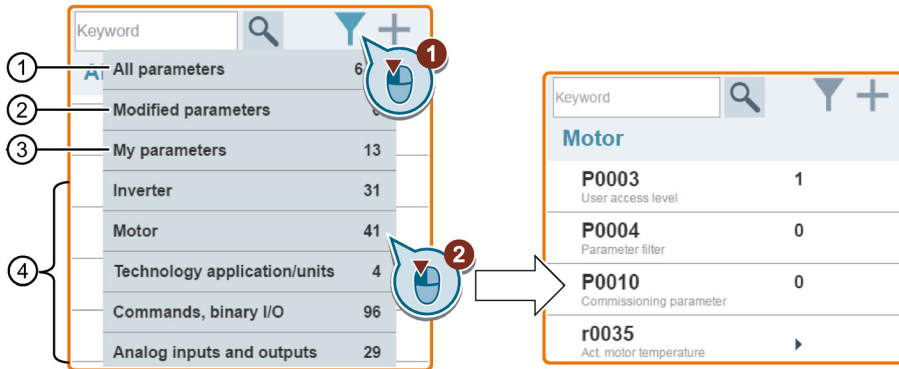 Keyword
1
1 All parameters 6
2 Modified parameters
3 My parameters 13
4
Inverter 31
Motor 41
2
Technology application/units 4
Commands, binary I/O 96
Analog inputs and outputs 29
Keyword
Motor
P0003 1
User access level
P0004 0
Parameter filter
P0010 0
Commissioning parameter
r0035
Act. motor temperature